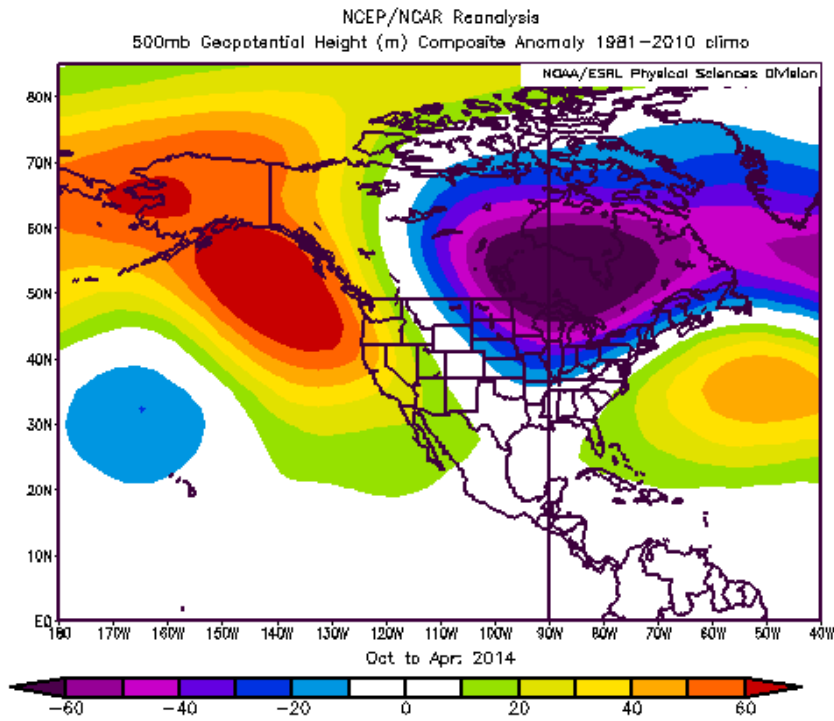 NCEP/NCAR Reanalysis
500mb Geopotential Height (m) Composite Anomaly 1981-2010 climo
NOAA/ESRL Physical Sciences Division
80N
70N
60N
50N
40N
30N
20N
10N
EQ
180 170W 160W 150W 140W 130W 120W 110W 100W 90W 80W 70W 60W 50W 40W
Oct to Apr: 2014
-60 -40 -20 0 20 40 60